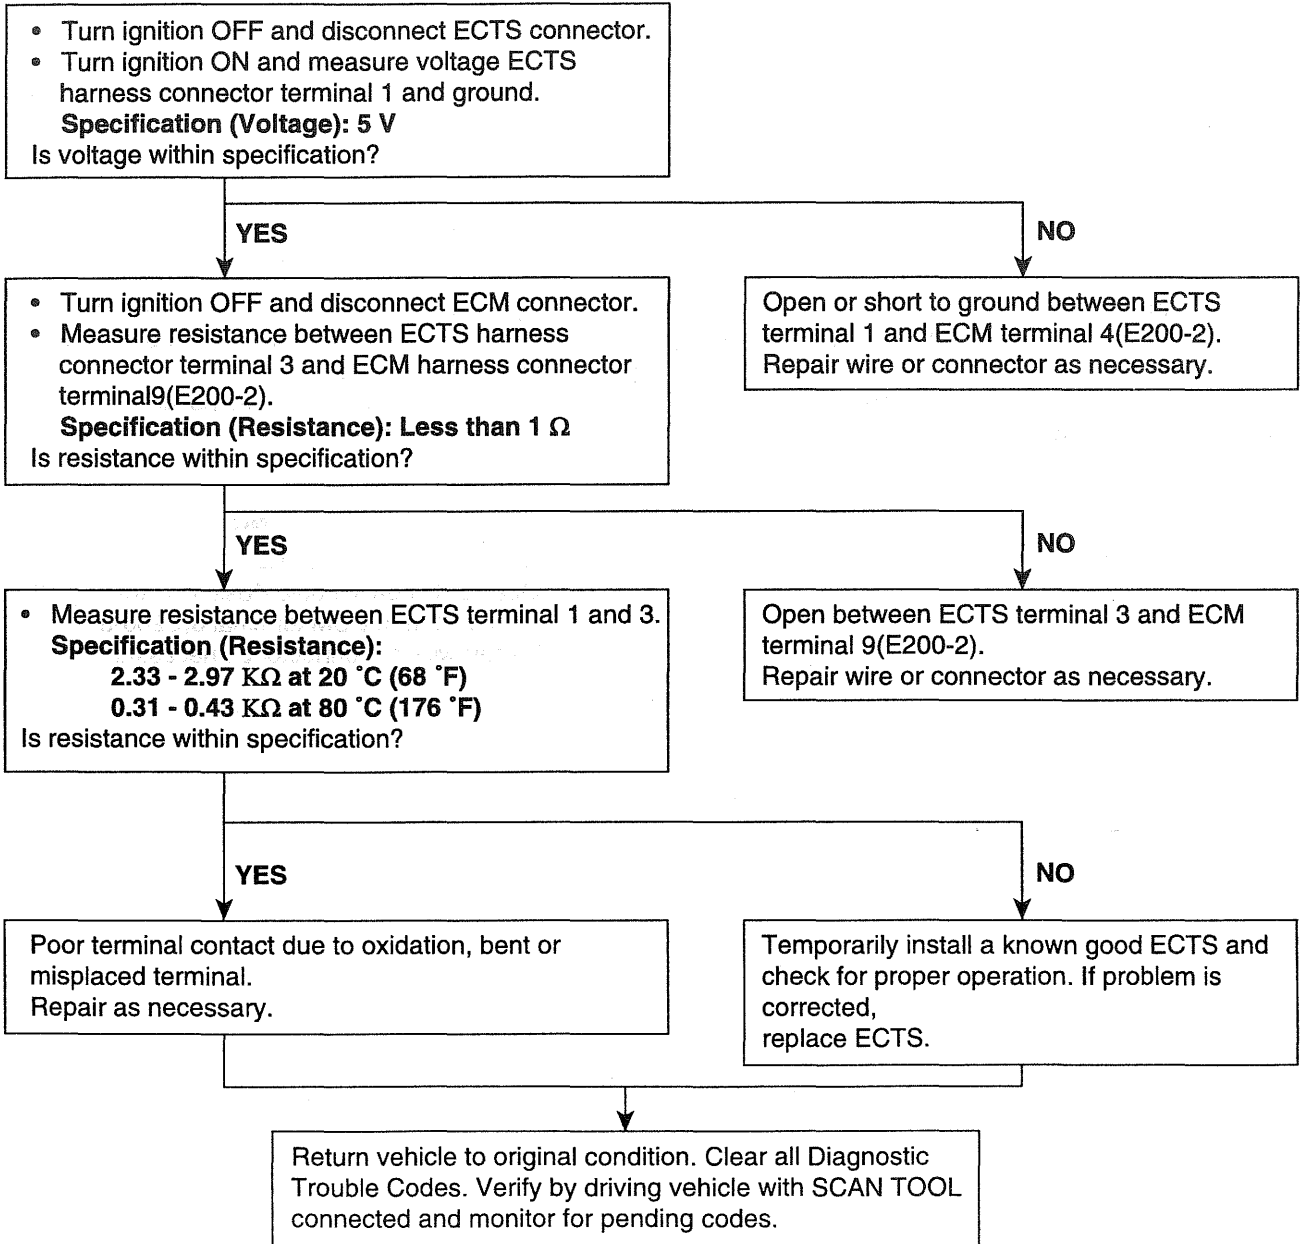 • Turn ignition OFF and disconnect ECTS connector.
• Turn ignition ON and measure voltage ECTS
harness connector terminal 1 and ground.
Specification (Voltage): 5 V
Is voltage within specification?
YES
NO
• Turn ignition OFF and disconnect ECM connector.
• Measure resistance between ECTS harness
connector terminal 3 and ECM harness connector
terminal9(E200-2).
Specification (Resistance): Less than 1 Ω
Is resistance within specification?
Open or short to ground between ECTS
terminal 1 and ECM terminal 4(E200-2).
Repair wire or connector as necessary.
YES
NO
• Measure resistance between ECTS terminal 1 and 3.
Specification (Resistance):
2.33 - 2.97 KΩ at 20 ˚C (68 ˚F)
0.31 - 0.43 KΩ at 80 ˚C (176 ˚F)
Is resistance within specification?
Open between ECTS terminal 3 and ECM
terminal 9(E200-2).
Repair wire or connector as necessary.
YES
NO
Poor terminal contact due to oxidation, bent or
misplaced terminal.
Repair as necessary.
Temporarily install a known good ECTS and
check for proper operation. If problem is
corrected,
replace ECTS.
Return vehicle to original condition. Clear all Diagnostic
Trouble Codes. Verify by driving vehicle with SCAN TOOL
connected and monitor for pending codes.